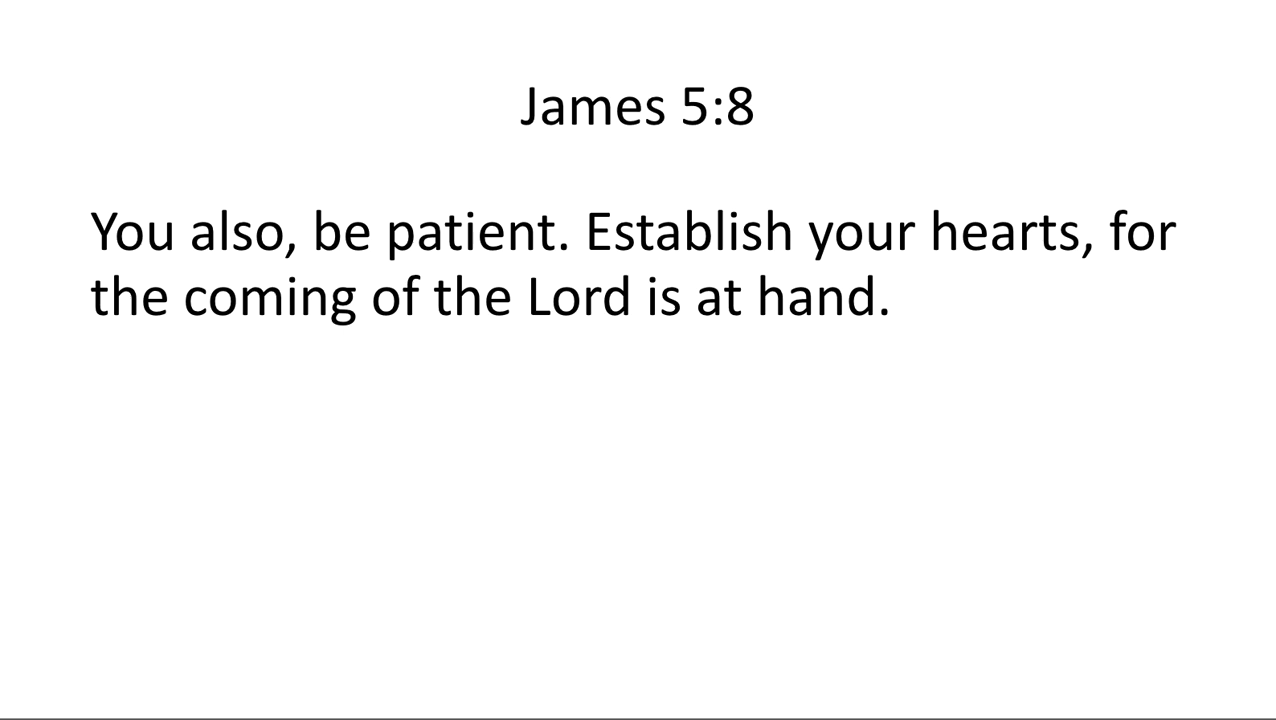 James 5:8
You also, be patient. Establish your hearts, for
the coming of the Lord is at hand.